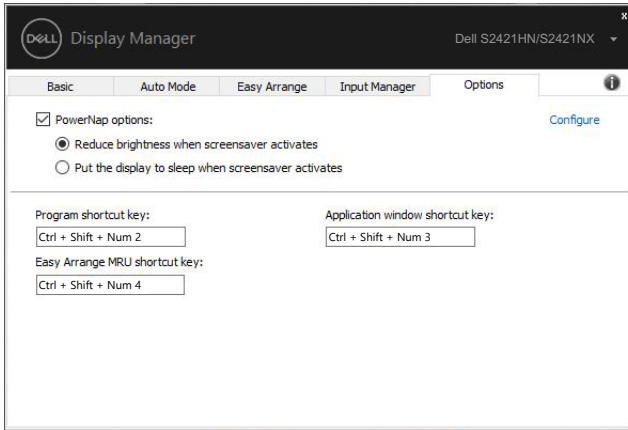 DELL Display Manager
Dell S2421HN/S2421NX
x
Basic
Auto Mode
Easy Arrange
Input Manager
Options
i
PowerNap options:
Configure
Reduce brightness when screensaver activates
Put the display to sleep when screensaver activates
Program shortcut key:
Application window shortcut key:
Ctrl + Shift + Num 2
Ctrl + Shift + Num 3
Easy Arrange MRU shortcut key:
Ctrl + Shift + Num 4